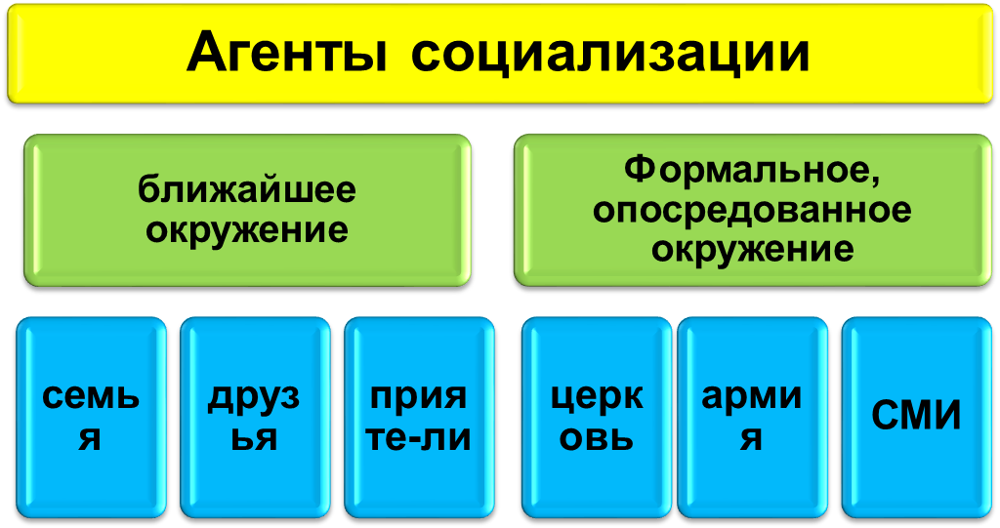 Агенты социализации
ближайшее
окружение
Формальное,
опосредованное
окружение
семь
я
друз
ья
прия
те-ли
церк
овь
арми
я
СМИ